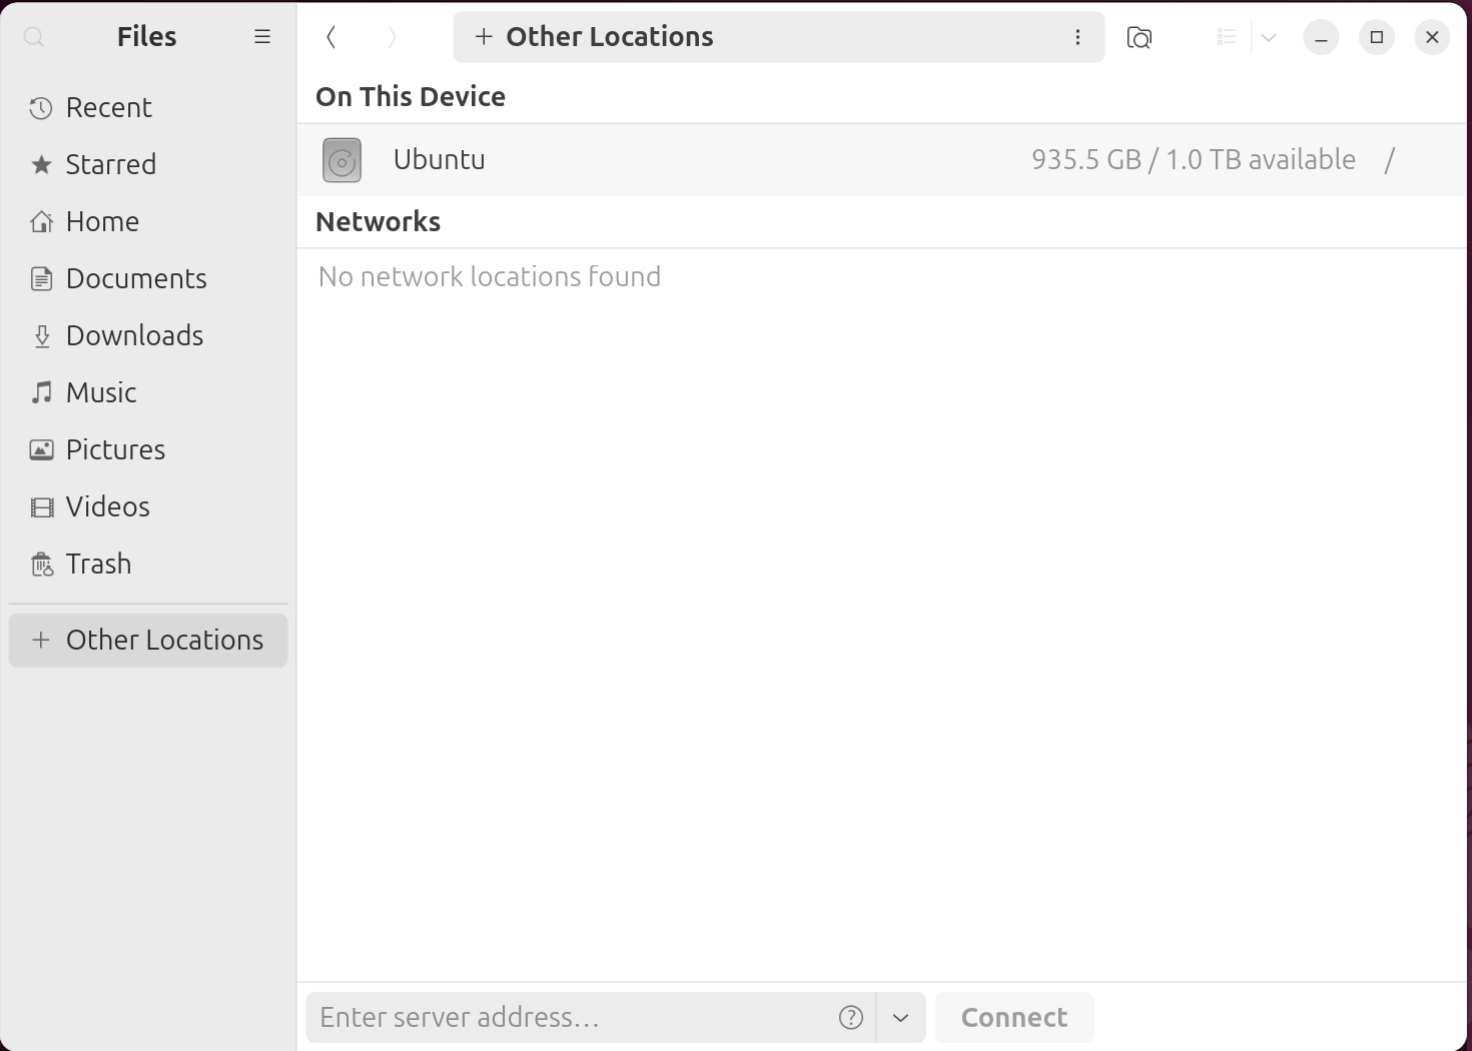 Files
Other Locations
Recent
Starred
Home
Documents
Downloads
Music
Pictures
Videos
Trash
Other Locations
On This Device
Ubuntu 935.5 GB / 1.0 TB available /
Networks
No network locations found
Enter server address… Connect